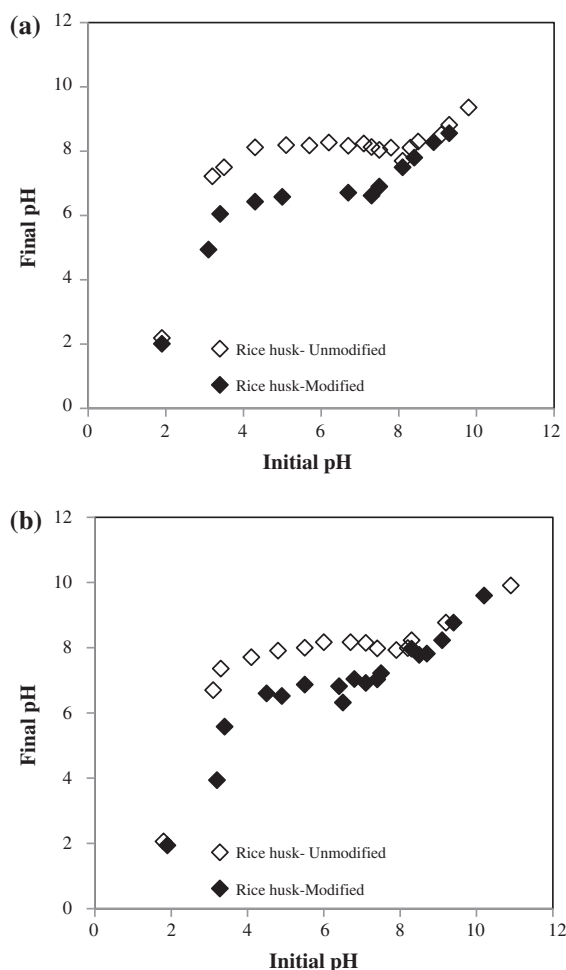 (a)
12
10
8
6
4
2
0
Final pH
Rice husk- Unmodified
Rice husk-Modified
0 2 4 6 8 10 12
Initial pH
(b)
12
10
8
6
4
2
0
Final pH
Rice husk- Unmodified
Rice husk-Modified
0 2 4 6 8 10 12
Initial pH